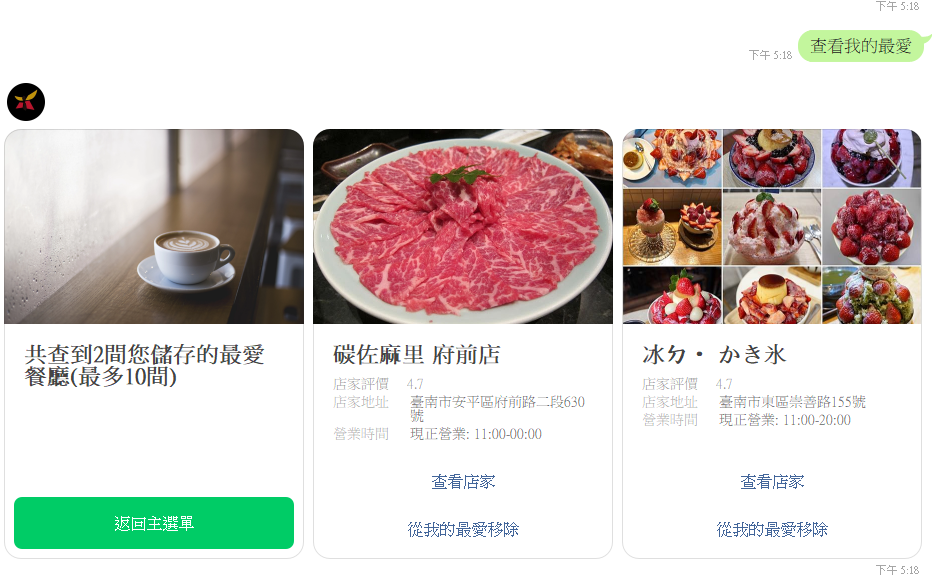 下午 5:18
查看我的最愛
下午 5:18
共查到2間您儲存的最愛
餐廳(最多10間)
返回主選單
碳佐麻里 府前店
店家評價 4.7
店家地址 臺南市安平區府前路二段630
號
營業時間 現正營業: 11:00-00:00
查看店家
從我的最愛移除
冰ㄉ・ かき氷
店家評價 4.7
店家地址 臺南市東區崇善路155號
營業時間 現正營業: 11:00-20:00
查看店家
從我的最愛移除
下午 5:18